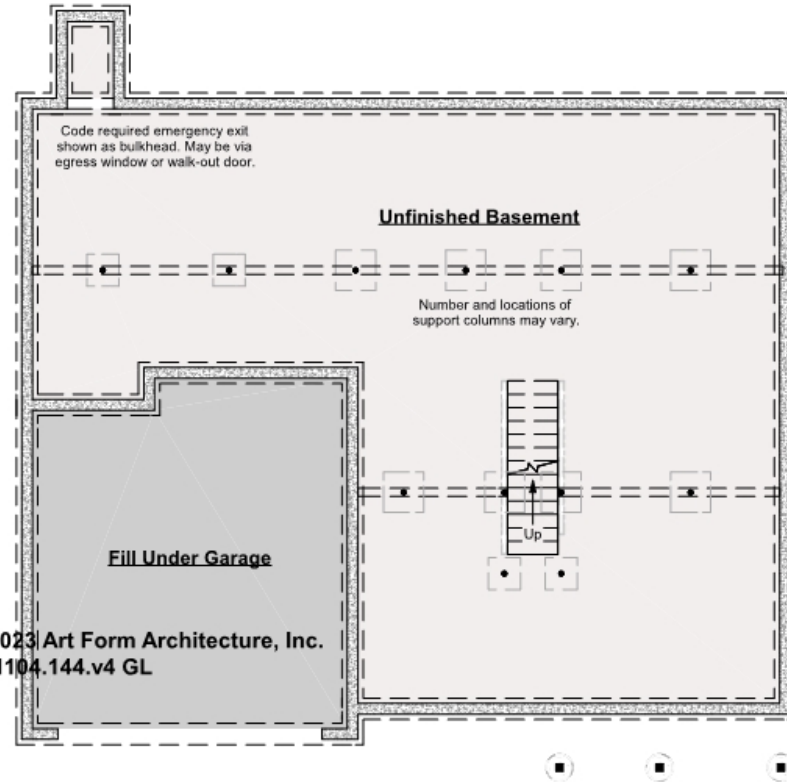 Code required emergency exit
shown as bulkhead. May be via
egress window or walk-out door.
Unfinished Basement
Number and locations of
support columns may vary.
Up
Fill Under Garage
023 Art Form Architecture, Inc.
104.144.v4 GL